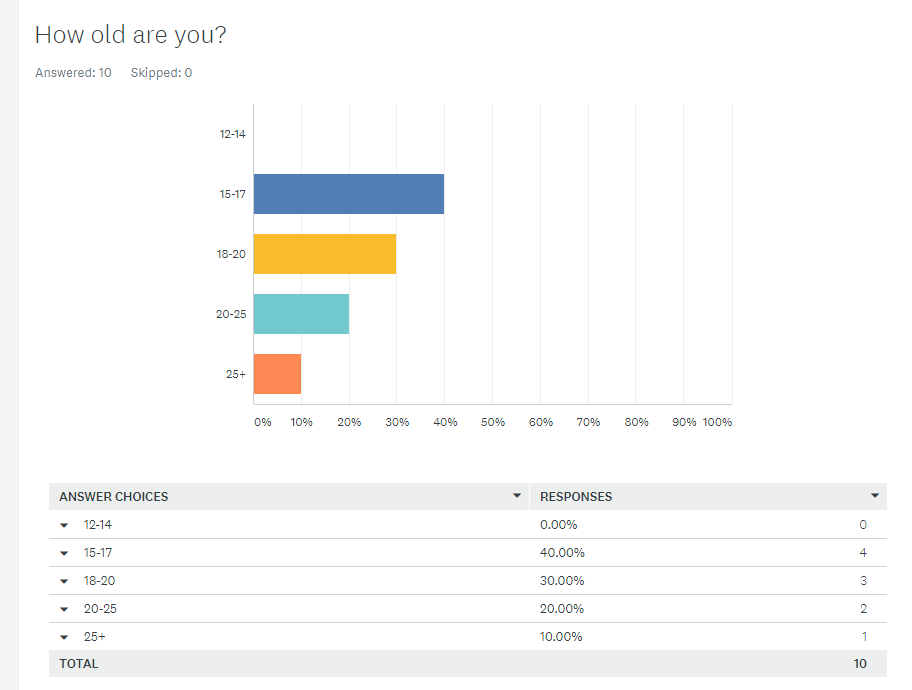 How old are you?
Answered: 10 Skipped: 0
12-14
15-17
18-20
20-25
25+
0% 10% 20% 30% 40% 50% 60% 70% 80% 90% 100%
ANSWER CHOICES RESPONSES
12-14 0.00% 0
15-17 40.00% 4
18-20 30.00% 3
20-25 20.00% 2
25+ 10.00% 1
TOTAL 10